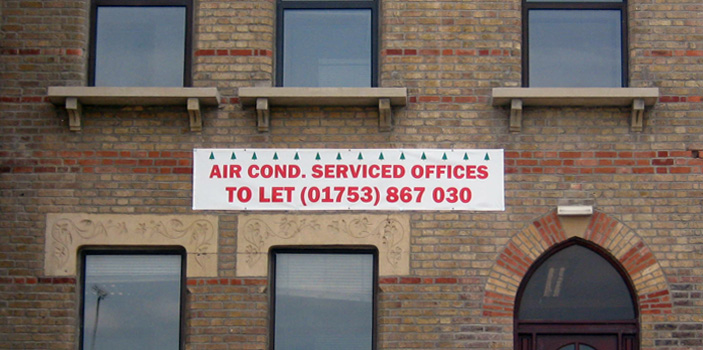 AIR COND. SERVICED OFFICES
TO LET (01753) 867 030